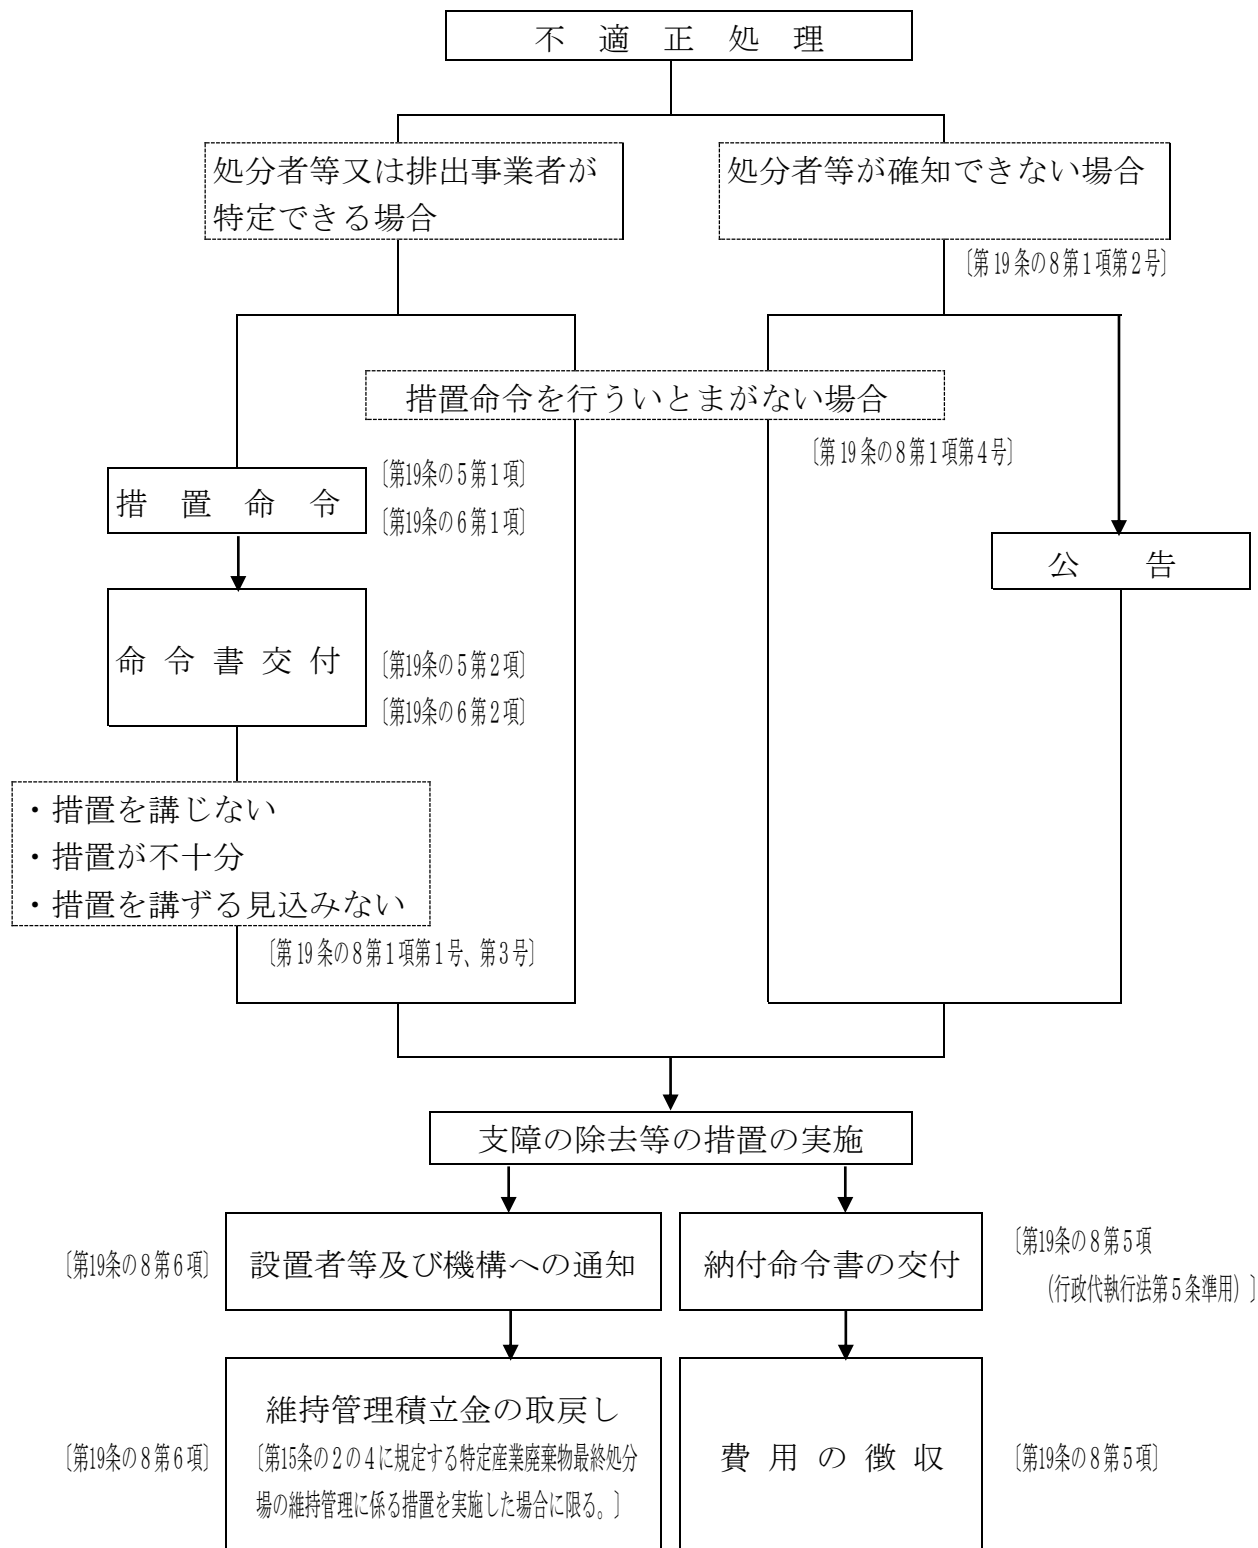 不適正処理
処分者等又は排出事業者が
特定できる場合
処分者等が確知できない場合
〔第19条の8第1項第2号〕
措置命令を行ういとまがない場合
〔第19条の8第1項第4号〕
措置命令
〔第19条の5第1項〕
〔第19条の6第1項〕
公告
命令書交付
〔第19条の5第2項〕
〔第19条の6第2項〕
・措置を講じない
・措置が不十分
・措置を講ずる見込みない
〔第19条の8第1項第1号、第3号〕
支障の除去等の措置の実施
〔第19条の8第6項〕
設置者等及び機構への通知
納付命令書の交付
〔第19条の8第5項
(行政代執行法第5条準用)〕
維持管理積立金の取戻し
〔第19条の8第6項〕
〔第15条の2の4に規定する特定産業廃棄物最終処分
場の維持管理に係る措置を実施した場合に限る。〕
費用の徴収
〔第19条の8第5項〕